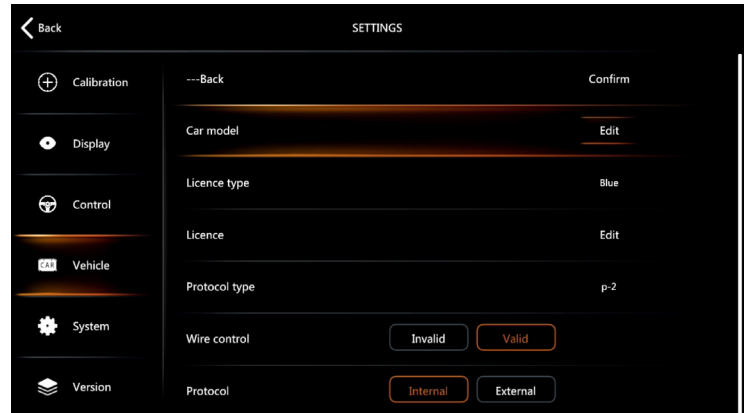 Back
SETTINGS
Calibration
Display
Control
CAR
Vehicle
System
Version
---Back
Confirm
Car model
Edit
Licence type
Blue
Licence
Edit
Protocol type
p-2
Wire control
Invalid
Valid
Protocol
Internal
External